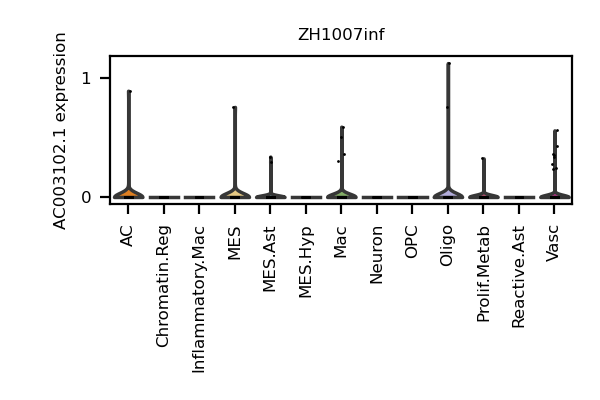 ZH1007inf
AC003102.1 expression
1
0
AC
Chromatin.Reg
Inflammatory.Mac
MES
MES.Ast
MES.Hyp
Mac
Neuron
OPC
Oligo
Prolif.Metab
Reactive.Ast
Vasc